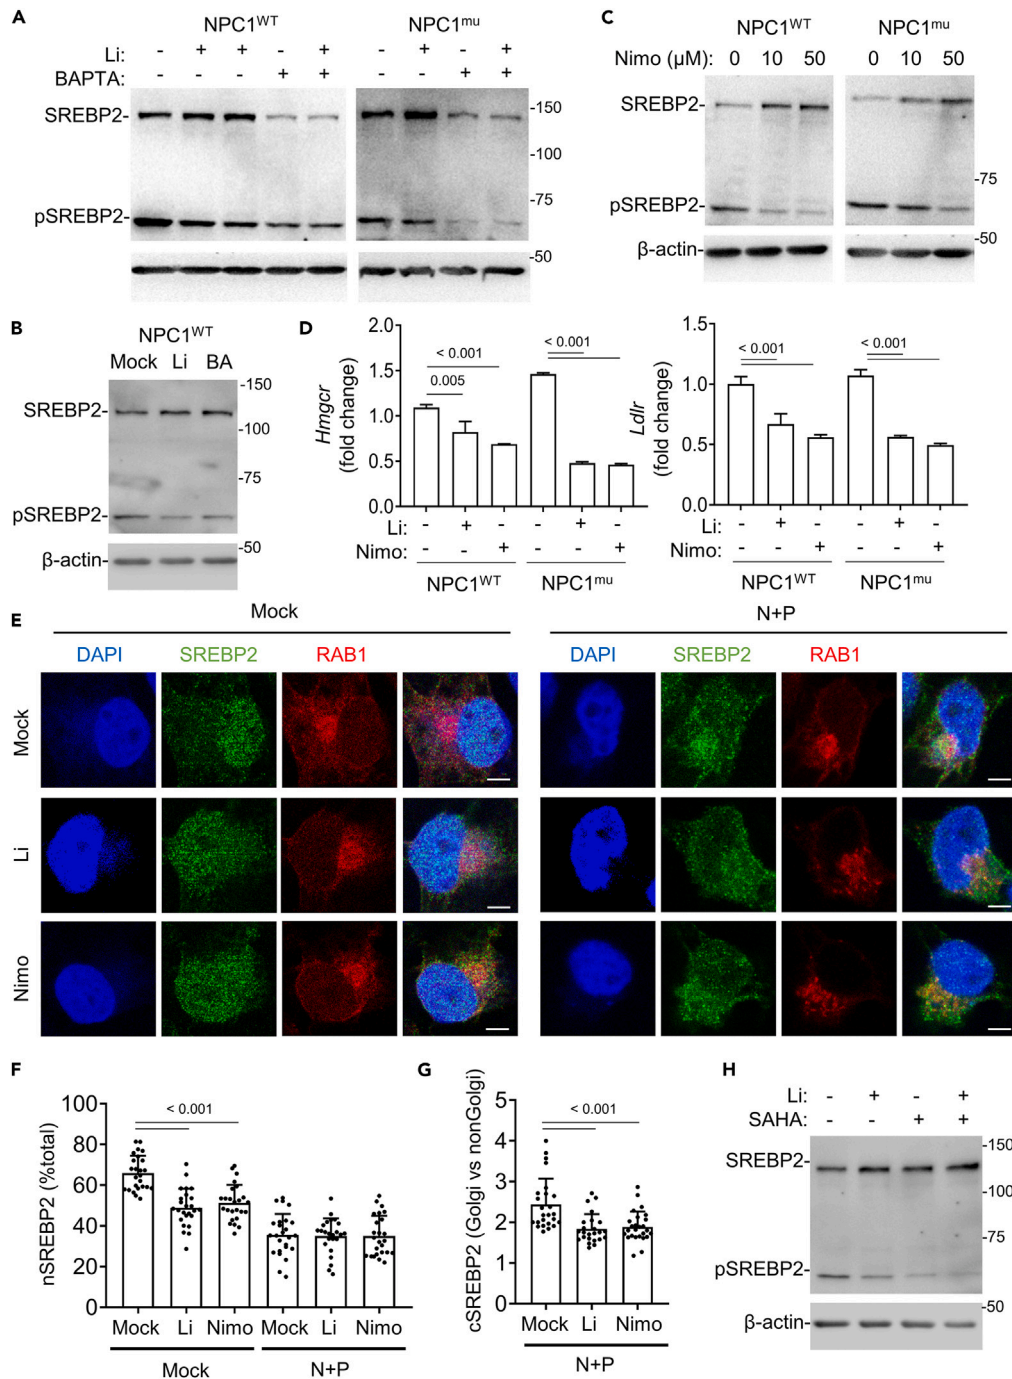 A
NPC1WT NPC1mu
Li: - + + - + - + - +
BAPTA: - - - + + - - + +
SREBP2-
pSREBP2-
-150
-100
-75
-50
B
NPC1WT
Mock Li BA
SREBP2-
pSREBP2-
β-actin-
-150
-100
-75
-50
C
NPC1WT NPC1mu
Nimo (µM): 0 10 50 0 10 50
SREBP2-
pSREBP2-
β-actin-
-150
-75
-50
D
Hmgcr
(fold change)
2.0
1.5
1.0
0.5
0.0
< 0.001
0.005
< 0.001
Li: - + - - + -
Nimo: - - + - - +
NPC1WT NPC1mu
Ldlr
(fold change)
1.5
1.0
0.5
0.0
< 0.001
< 0.001
Li: - + - - + -
Nimo: - - + - - +
NPC1WT NPC1mu
E
Mock N+P
DAPI SREBP2 RAB1 DAPI SREBP2 RAB1
Mock
Li
Nimo
F
nSREBP2 (%total)
100
80
60
40
20
0
< 0.001
Mock Li Nimo Mock Li Nimo
Mock N+P
G
cSREBP2 (Golgi vs nonGolgi)
5
4
3
2
1
0
< 0.001
Mock Li Nimo
N+P
H
Li: - + - +
SAHA: - - + +
SREBP2-
pSREBP2-
β-actin-
-150
-100
-75
-50